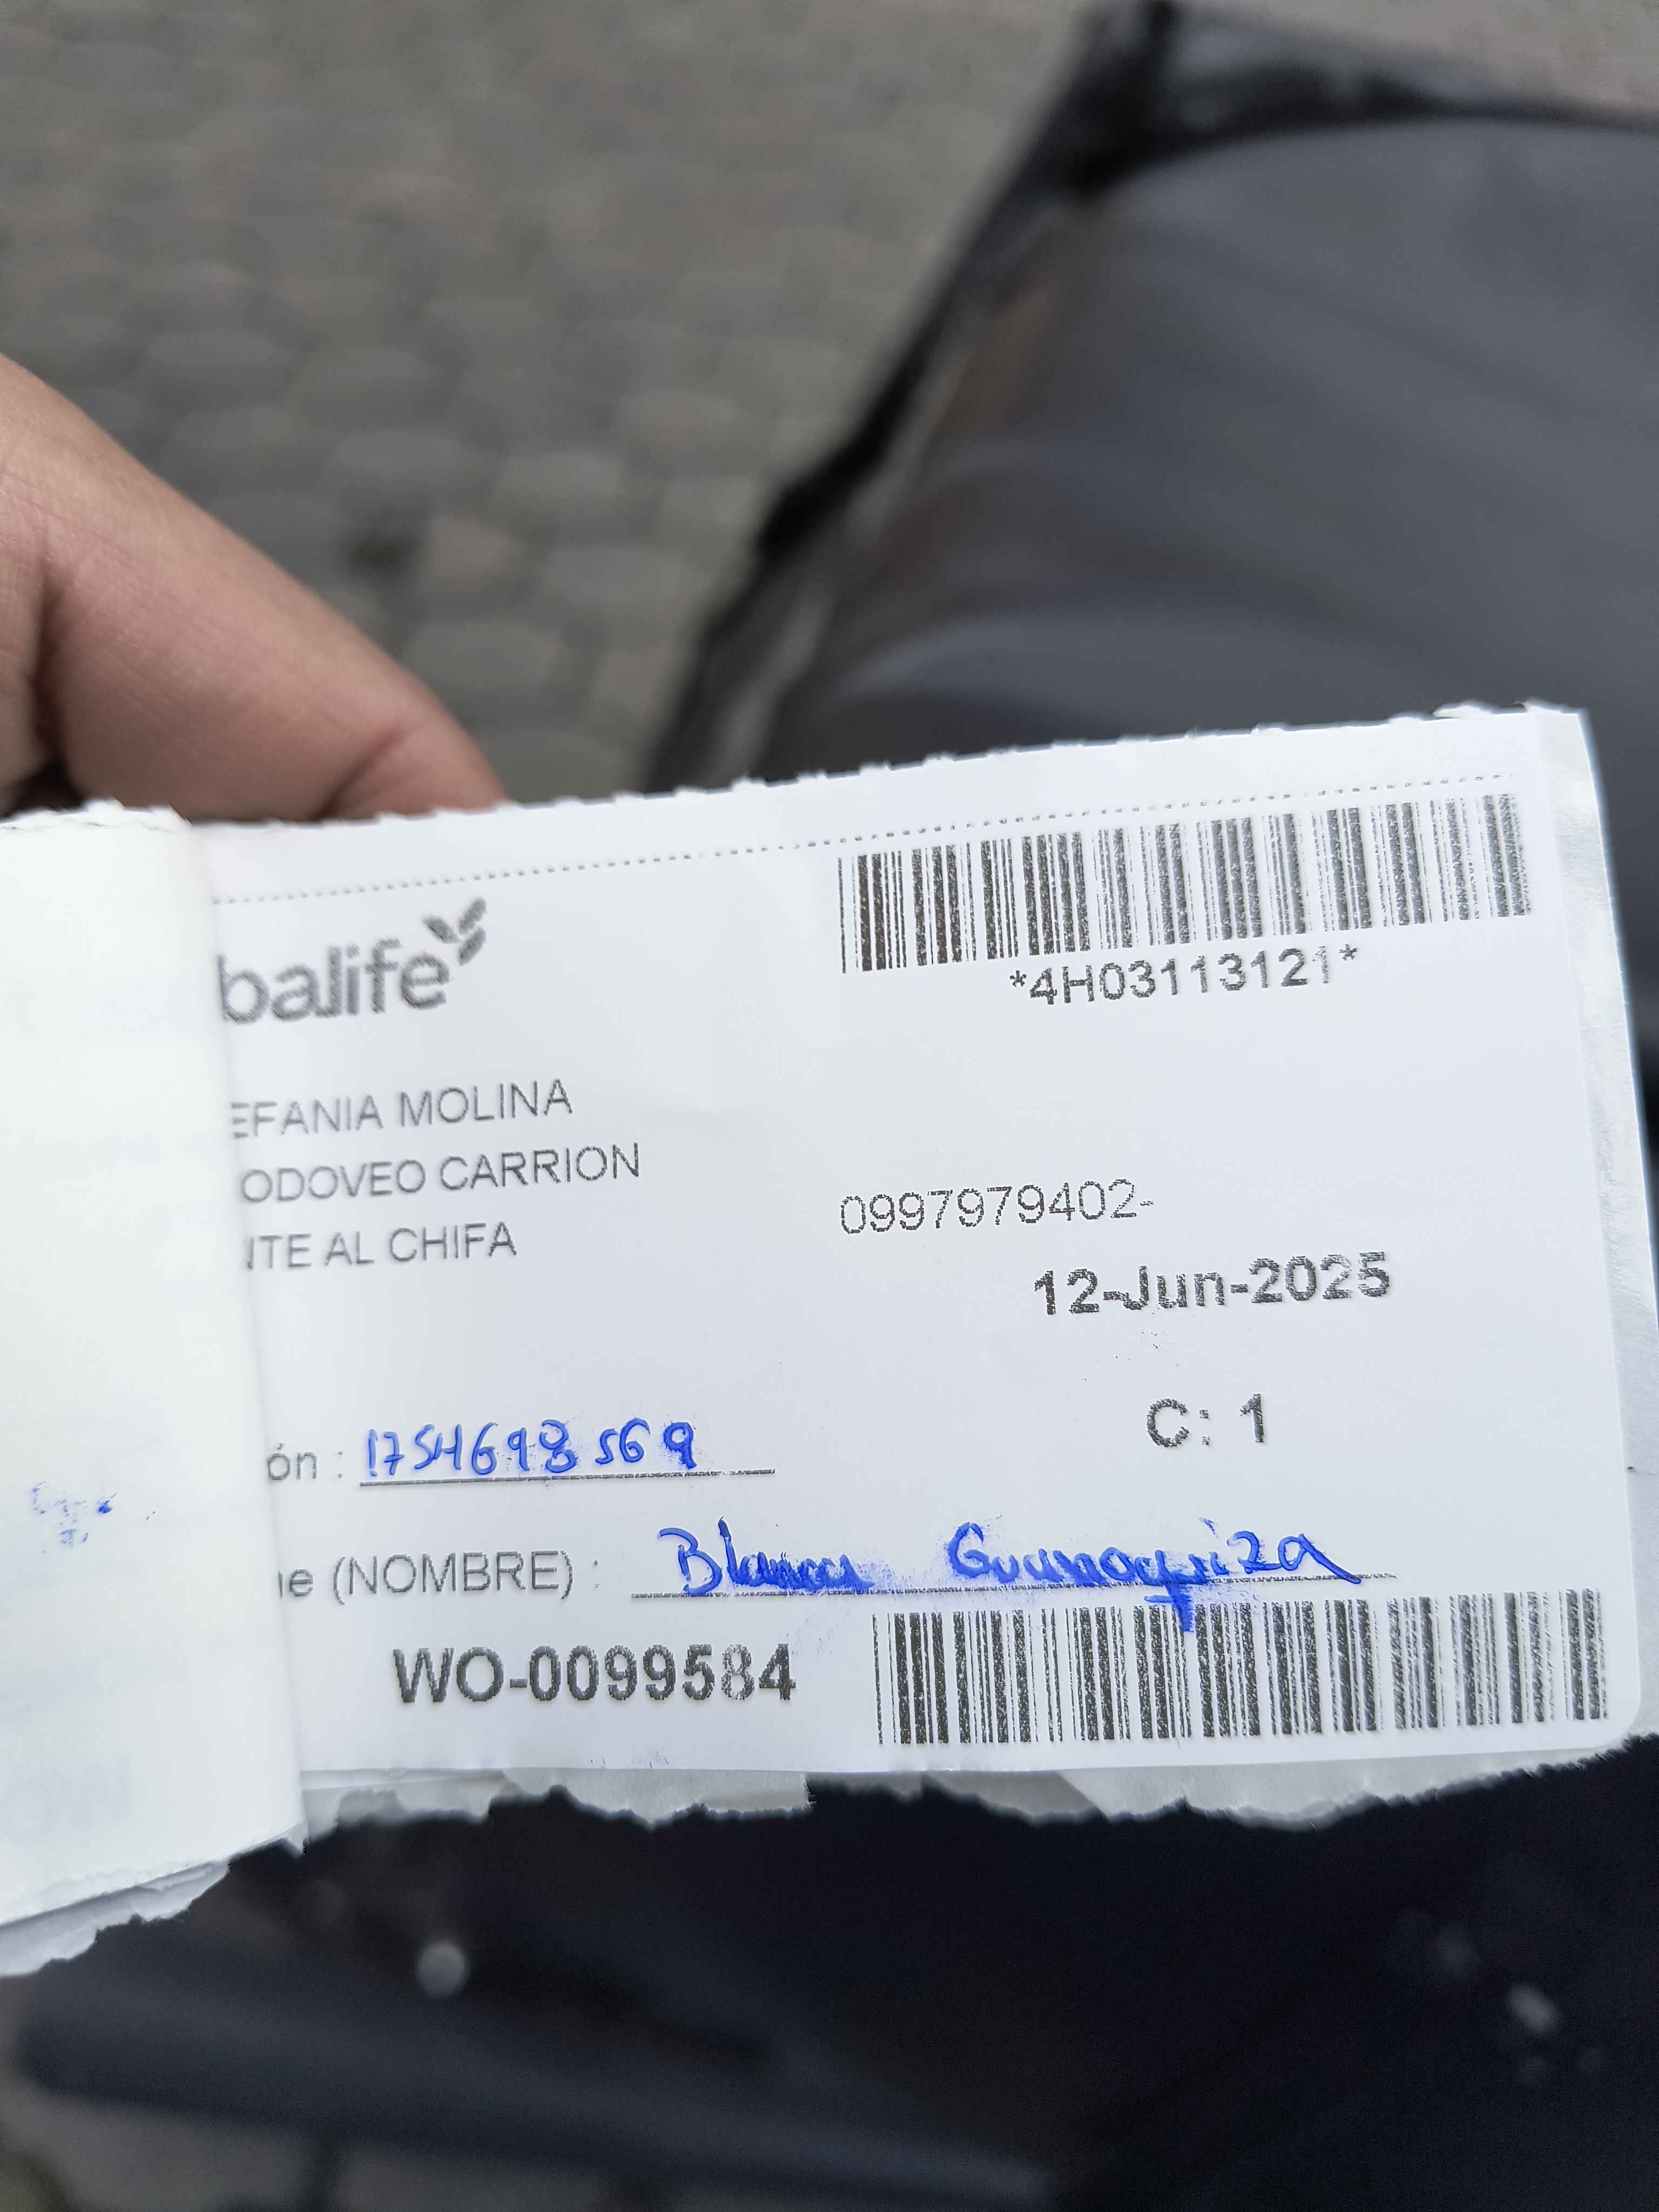 balife
*4H03113121*
EFANIA MOLINA
ODOVEO CARRION
0997979402-
NTE AL CHIFA
12-Jun-2025
C: 1
ón : 1754698569
ie (NOMBRE) : Blanca Guanoquiza
WO-0099584